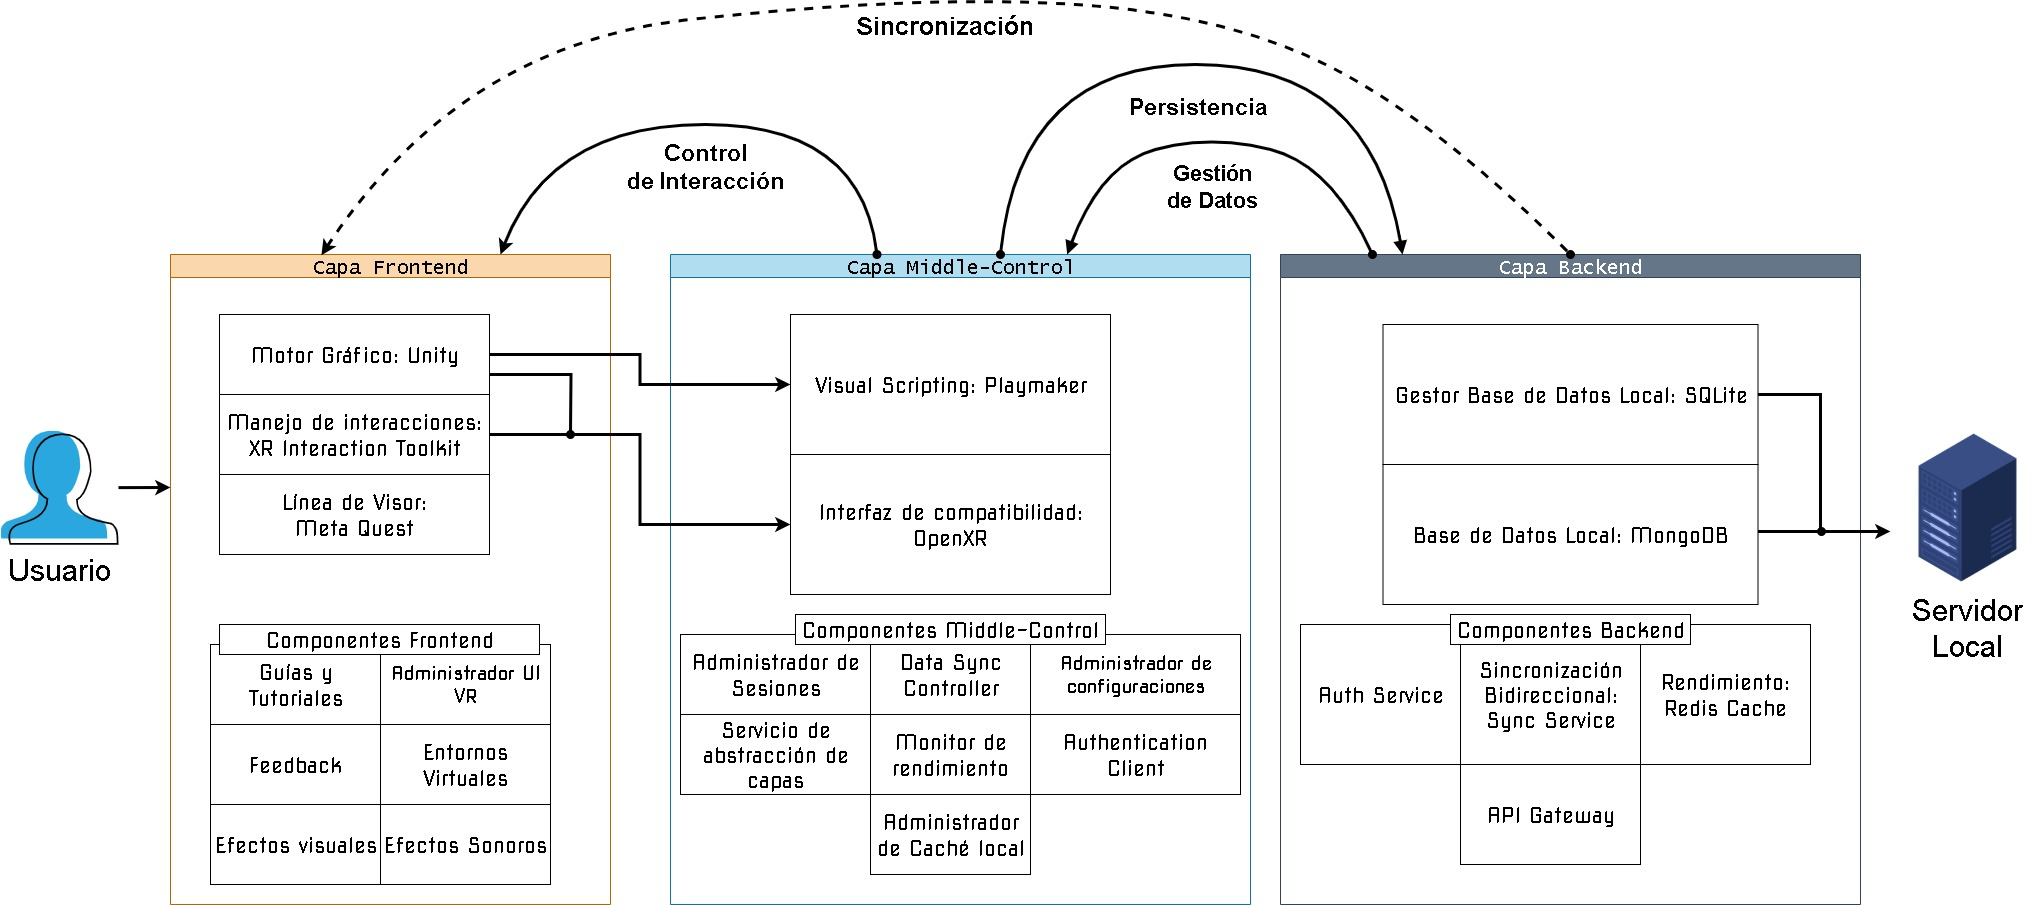 Sincronización
Persistencia
Control
de Interacción
Gestión
de Datos
Capa Frontend
Capa Middle-Control
Capa Backend
Motor Gráfico: Unity
Manejo de interacciones:
XR Interaction Toolkit
Línea de Visor:
Meta Quest
Visual Scripting: Playmaker
Interfaz de compatibilidad:
OpenXR
Gestor Base de Datos Local: SQLite
Base de Datos Local: MongoDB
Usuario
Servidor
Local
Componentes Frontend
Guías y
Tutoriales
Administrador UI
VR
Feedback
Entornos
Virtuales
Efectos visuales
Efectos Sonoros
Componentes Middle-Control
Administrador de
Sesiones
Data Sync
Controller
Administrador de
configuraciones
Servicio de
abstracción de
capas
Monitor de
rendimiento
Authentication
Client
Administrador
de Caché local
Componentes Backend
Auth Service
Sincronización
Bidireccional:
Sync Service
Rendimiento:
Redis Cache
API Gateway